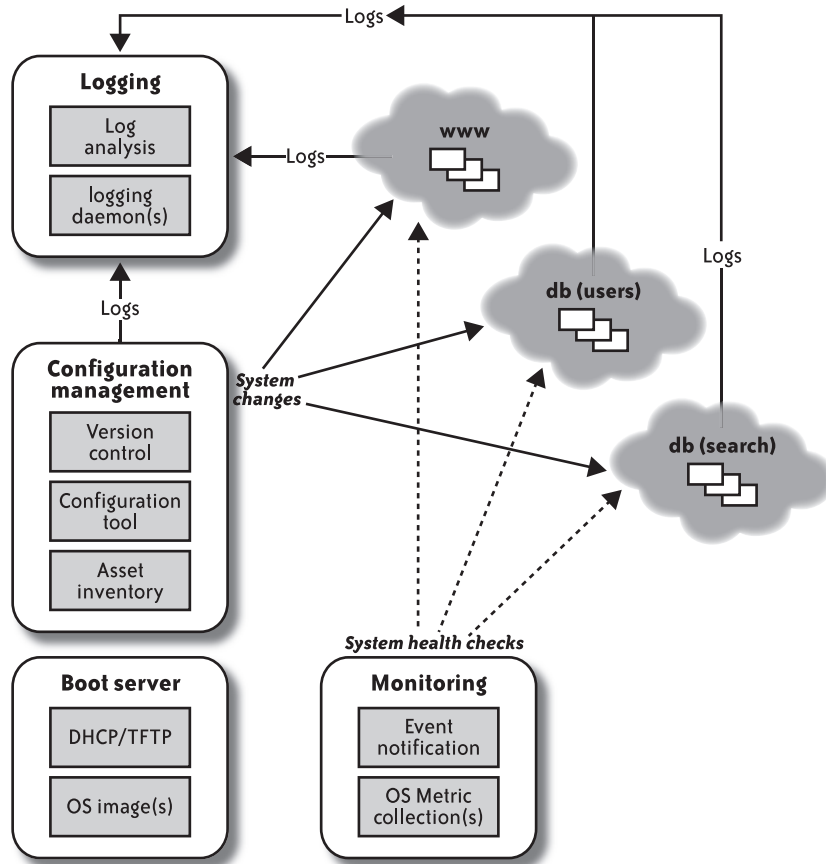 Logs
Logging
Log
analysis
logging
daemon(s)
www
Logs
db (users)
Logs
Logs
Configuration
management
Version
control
Configuration
tool
Asset
inventory
System
changes
db (search)
System health checks
Boot server
DHCP/TFTP
OS image(s)
Monitoring
Event
notification
OS Metric
collection(s)